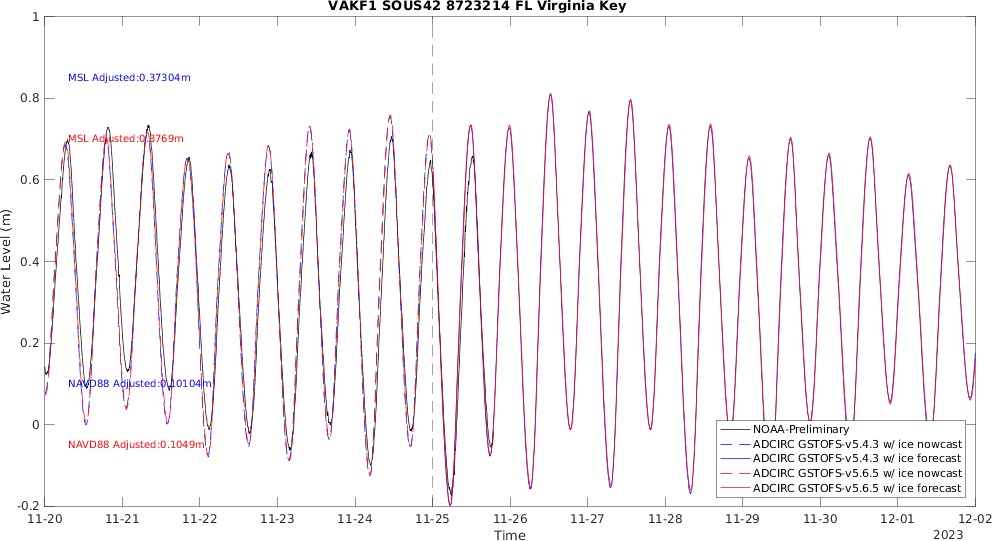 VAKF1 SOUS42 8723214 FL Virginia Key
1
0.8
0.6
0.4
0.2
0
-0.2
Water Level (m)
MSL Adjusted:0.37304m
MSL Adjusted:0.3769m
NAVD88 Adjusted:0.10104m
NAVD88 Adjusted:0.1049m
NOAA-Preliminary
ADCIRC GSTOFS-v5.4.3 w/ ice nowcast
ADCIRC GSTOFS-v5.4.3 w/ ice forecast
ADCIRC GSTOFS-v5.6.5 w/ ice nowcast
ADCIRC GSTOFS-v5.6.5 w/ ice forecast
11-20 11-21 11-22 11-23 11-24 11-25 11-26 11-27 11-28 11-29 11-30 12-01 12-02
Time
2023